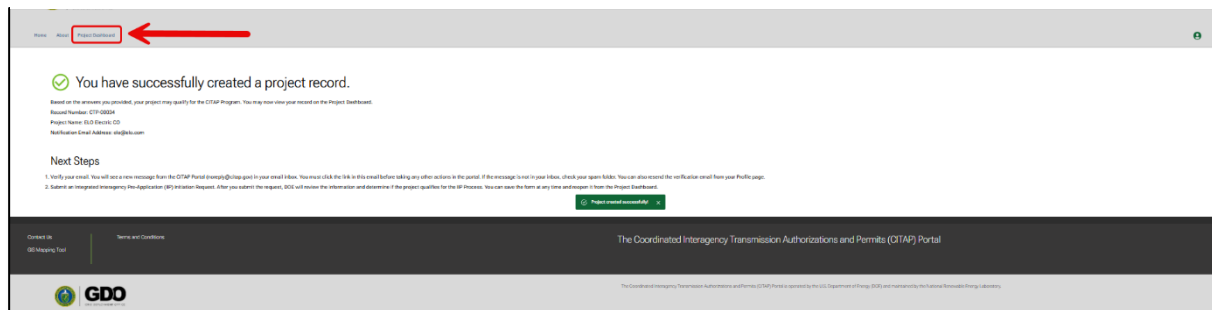 Home About Project Dashboard
You have successfully created a project record.
Based on the answers you provided, your project may qualify for the CITAP Program. You may now view your record on the Project Dashboard.
Record Number: CTP-00034
Project Name: ELO Electric CO
Notification Email Address: elo@elo.com
Next Steps
1. Verify your email. You will see a new message from the CITAP Portal (noreply@citap.gov) in your email inbox. You must click the link in this email before taking any other actions in the portal. If the message is not in your inbox, check your spam folder. You can also resend the verification email from your Profile page.
2. Submit an Integrated Interagency Pre-Application (IIP) Initiation Request. After you submit the request, DOE will review the information and determine if the project qualifies for the IIP Process. You can save the form at any time and reopen it from the Project Dashboard.
Project created successfully!
Contact Us Terms and Conditions
GIS Mapping Tool
The Coordinated Interagency Transmission Authorizations and Permits (CITAP) Portal
GDO
The Coordinated Interagency Transmission Authorizations and Permits (CITAP) Portal is operated by the U.S. Department of Energy (DOE) and maintained by the National Renewable Energy Laboratory.